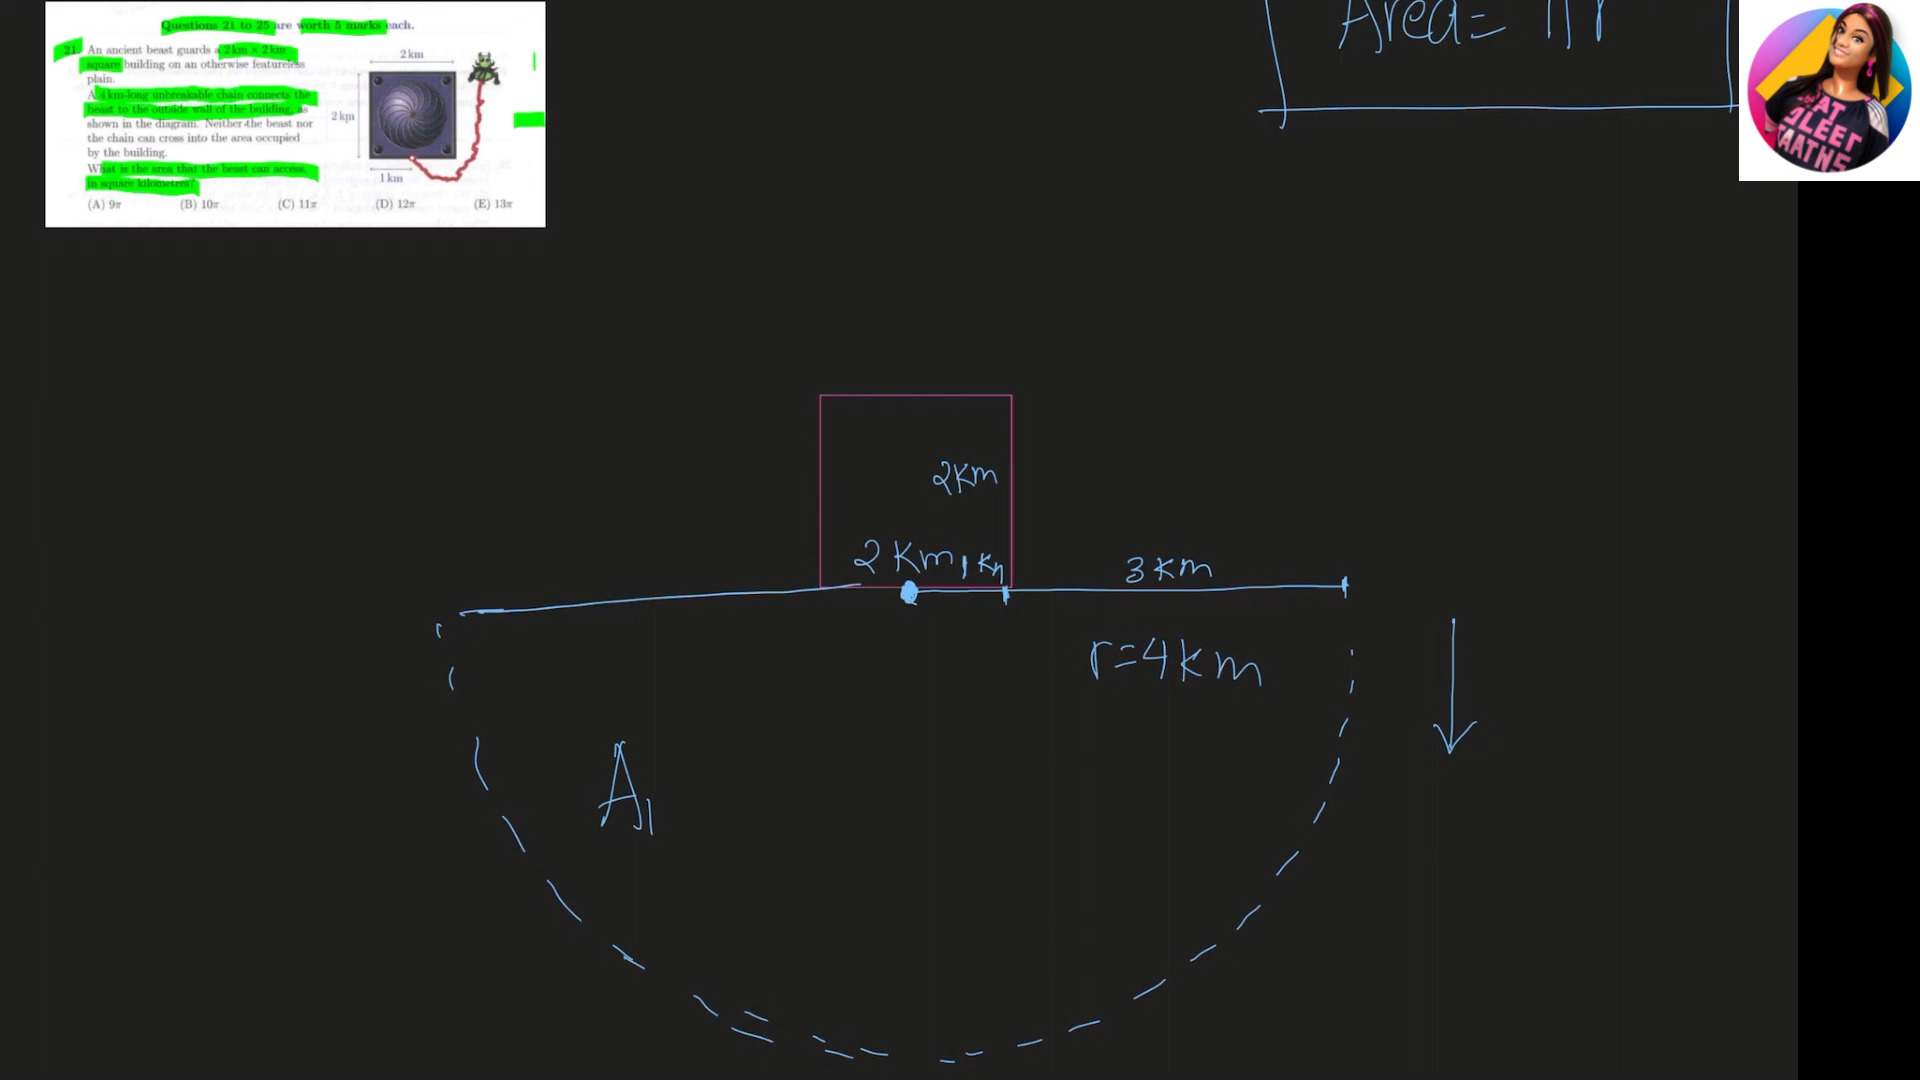 Questions 21 to 25 are worth 5 marks each.
21. An ancient beast guards a 2 km × 2 km
square building on an otherwise featureless
plain.
A 4 km-long unbreakable chain connects the
beast to the outside wall of the building, as
shown in the diagram. Neither the beast nor
the chain can cross into the area occupied
by the building.
What is the area that the beast can access,
in square kilometres?
2 km
2 km
1 km
(A) 9π (B) 10π (C) 11π (D) 12π (E) 13π
Area = πr
EAT
SLEEP
MAATHS
2km
2 Km 1 Km
3 km
r=4km
A1